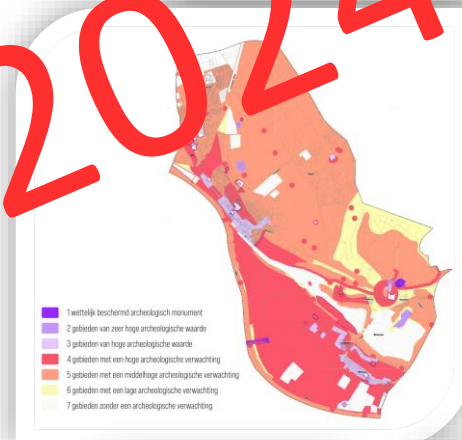 2024
1 wettelijk beschermd archeologisch monument
2 gebieden van zeer hoge archeologische waarde
3 gebieden van hoge archeologische waarde
4 gebieden met een hoge archeologische verwachting
5 gebieden met een middelhoge archeologische verwachting
6 gebieden met een lage archeologische verwachting
7 gebieden zonder een archeologische verwachting